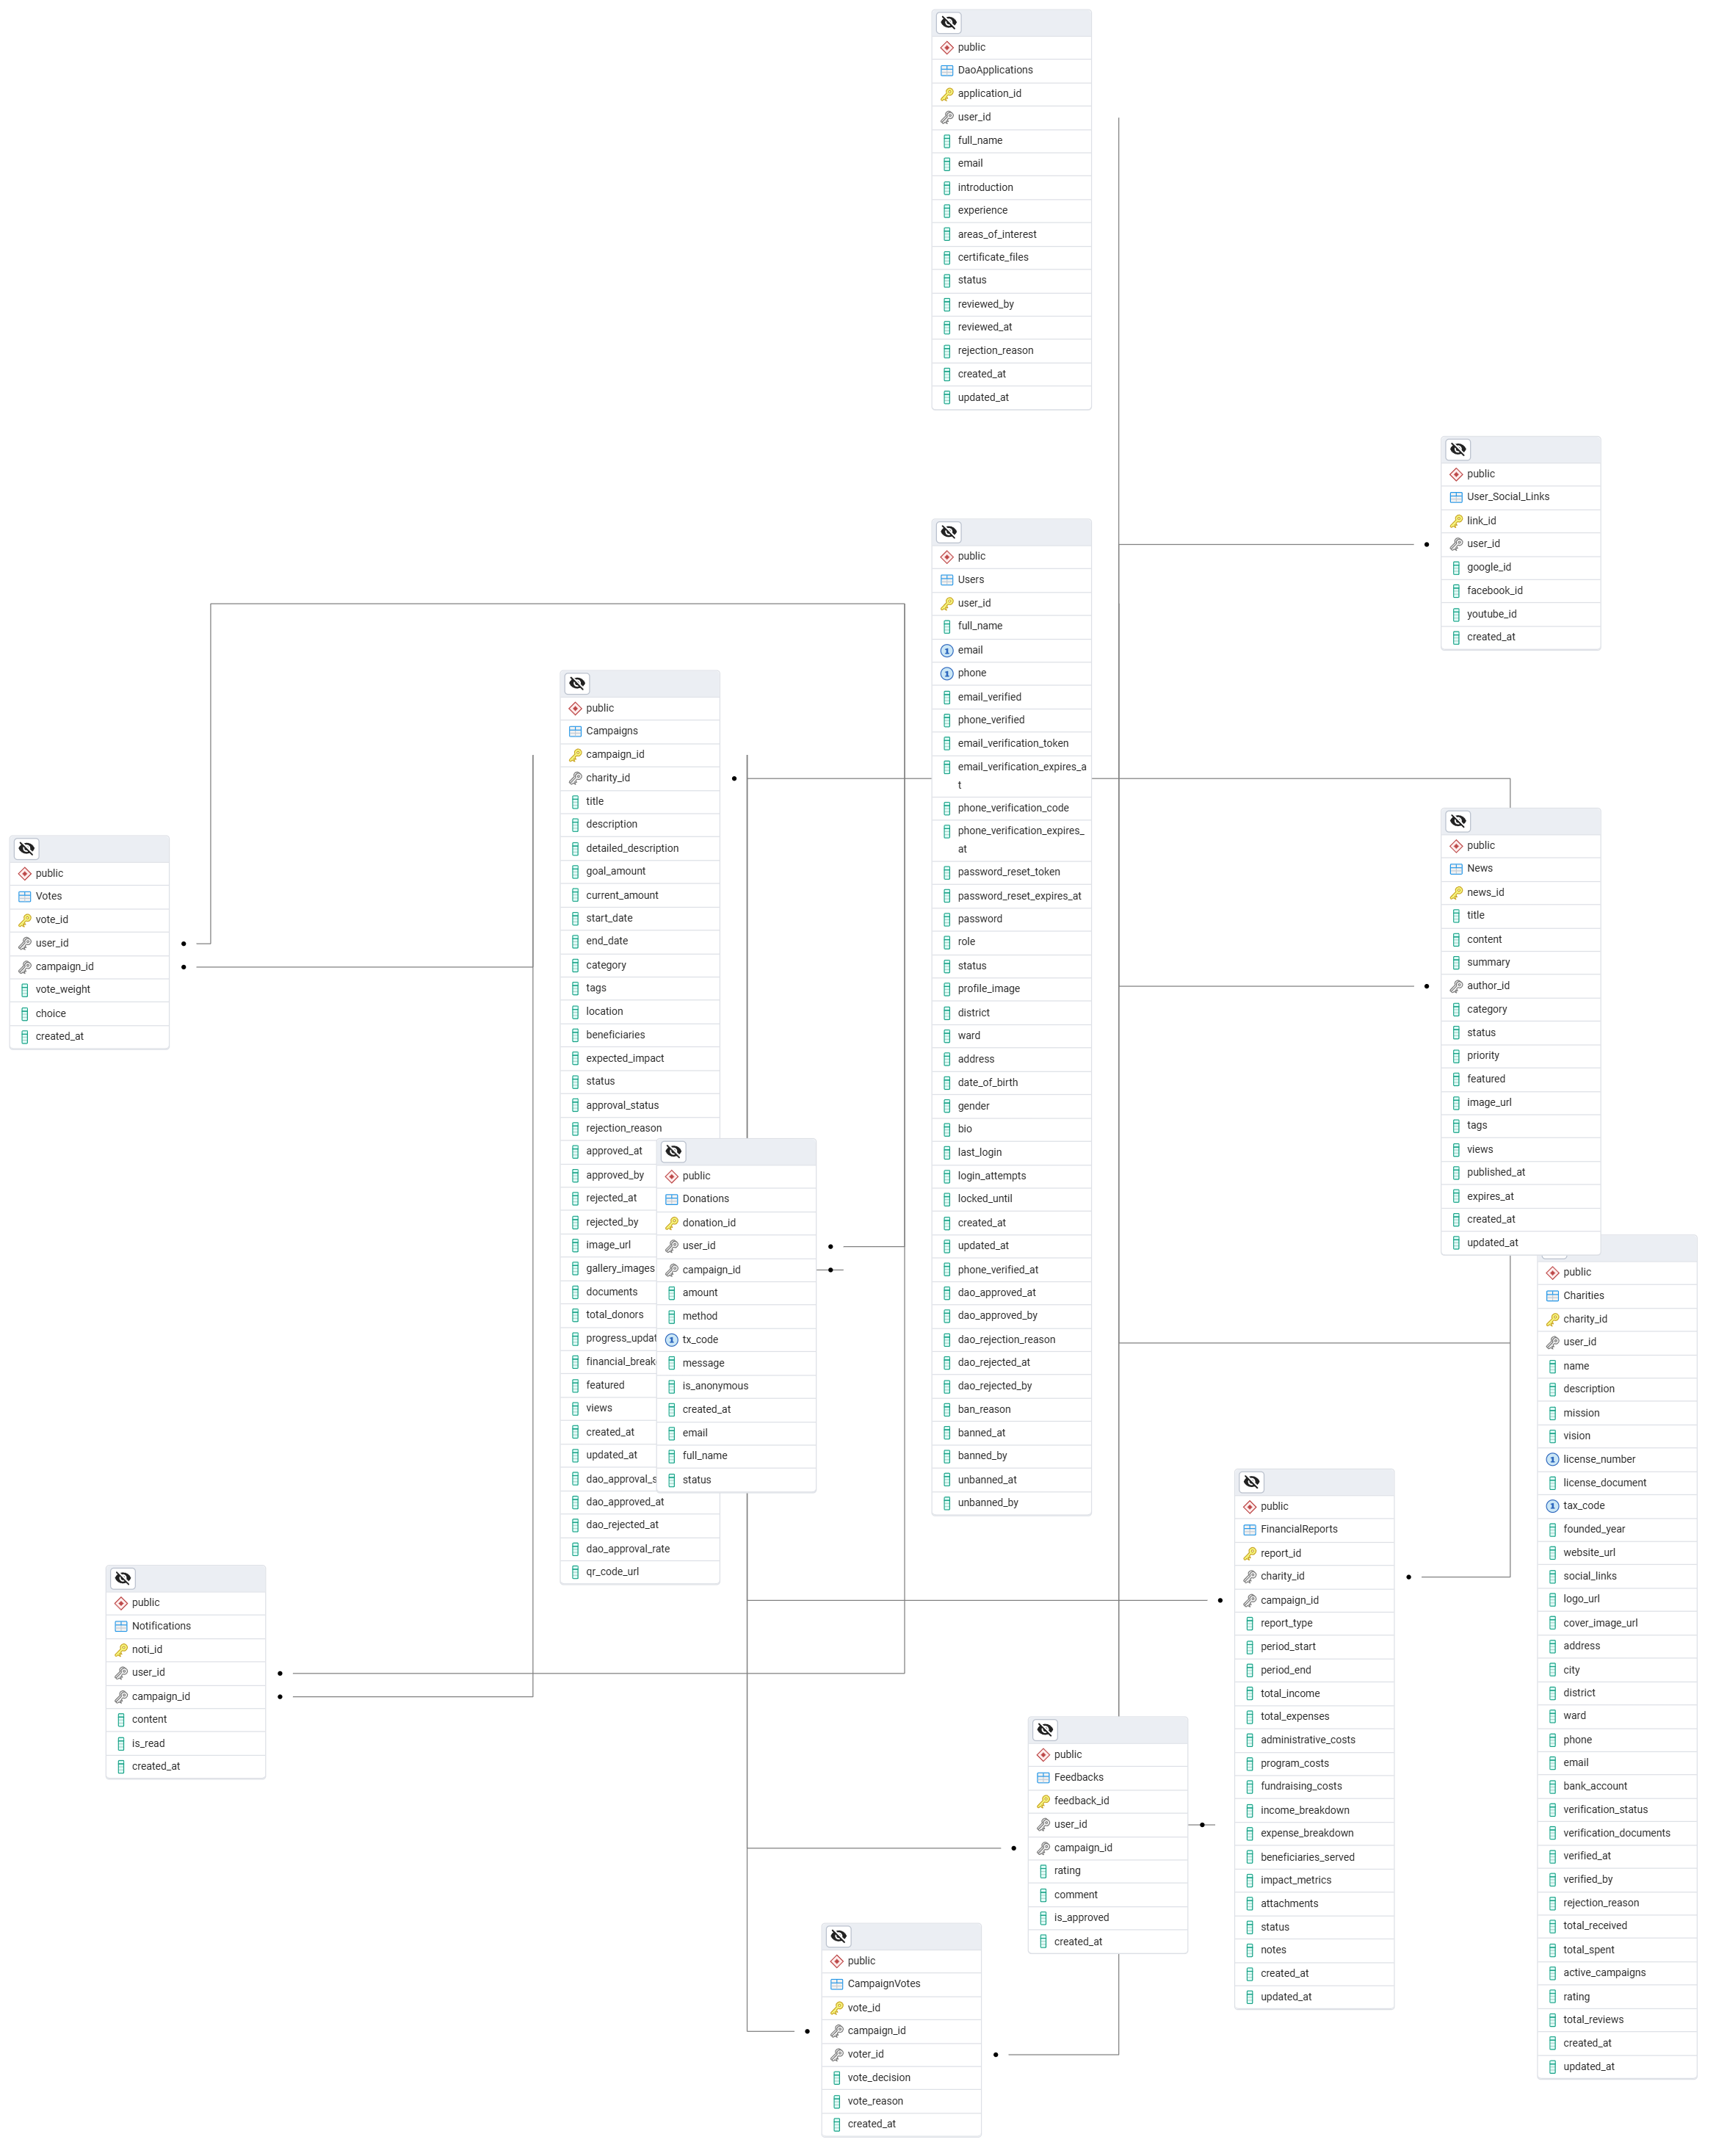 public
DaoApplications
application_id
user_id
full_name
email
introduction
experience
areas_of_interest
certificate_files
status
reviewed_by
reviewed_at
rejection_reason
created_at
updated_at
public
User_Social_Links
link_id
user_id
google_id
facebook_id
youtube_id
created_at
public
Users
user_id
full_name
1 email
1 phone
email_verified
phone_verified
email_verification_token
email_verification_expires_a
t
phone_verification_code
phone_verification_expires_
at
password_reset_token
password_reset_expires_at
password
role
status
profile_image
district
ward
address
date_of_birth
gender
bio
last_login
login_attempts
locked_until
created_at
updated_at
phone_verified_at
dao_approved_at
dao_approved_by
dao_rejection_reason
dao_rejected_at
dao_rejected_by
ban_reason
banned_at
banned_by
unbanned_at
unbanned_by
public
Campaigns
campaign_id
charity_id
title
description
detailed_description
goal_amount
current_amount
start_date
end_date
category
tags
location
beneficiaries
expected_impact
status
approval_status
rejection_reason
approved_at
approved_by
rejected_at
rejected_by
image_url
gallery_images
documents
total_donors
progress_updat
financial_break
featured
views
created_at
updated_at
dao_approval_s
dao_approved_at
dao_rejected_at
dao_approval_rate
qr_code_url
public
Votes
vote_id
user_id
campaign_id
vote_weight
choice
created_at
public
News
news_id
title
content
summary
author_id
category
status
priority
featured
image_url
tags
views
published_at
expires_at
created_at
updated_at
public
Donations
donation_id
user_id
campaign_id
amount
method
1 tx_code
message
is_anonymous
created_at
email
full_name
status
public
Charities
charity_id
user_id
name
description
mission
vision
1 license_number
license_document
1 tax_code
founded_year
website_url
social_links
logo_url
cover_image_url
address
city
district
ward
phone
email
bank_account
verification_status
verification_documents
verified_at
verified_by
rejection_reason
total_received
total_spent
active_campaigns
rating
total_reviews
created_at
updated_at
public
FinancialReports
report_id
charity_id
campaign_id
report_type
period_start
period_end
total_income
total_expenses
administrative_costs
program_costs
fundraising_costs
income_breakdown
expense_breakdown
beneficiaries_served
impact_metrics
attachments
status
notes
created_at
updated_at
public
Notifications
noti_id
user_id
campaign_id
content
is_read
created_at
public
Feedbacks
feedback_id
user_id
campaign_id
rating
comment
is_approved
created_at
public
CampaignVotes
vote_id
campaign_id
voter_id
vote_decision
vote_reason
created_at